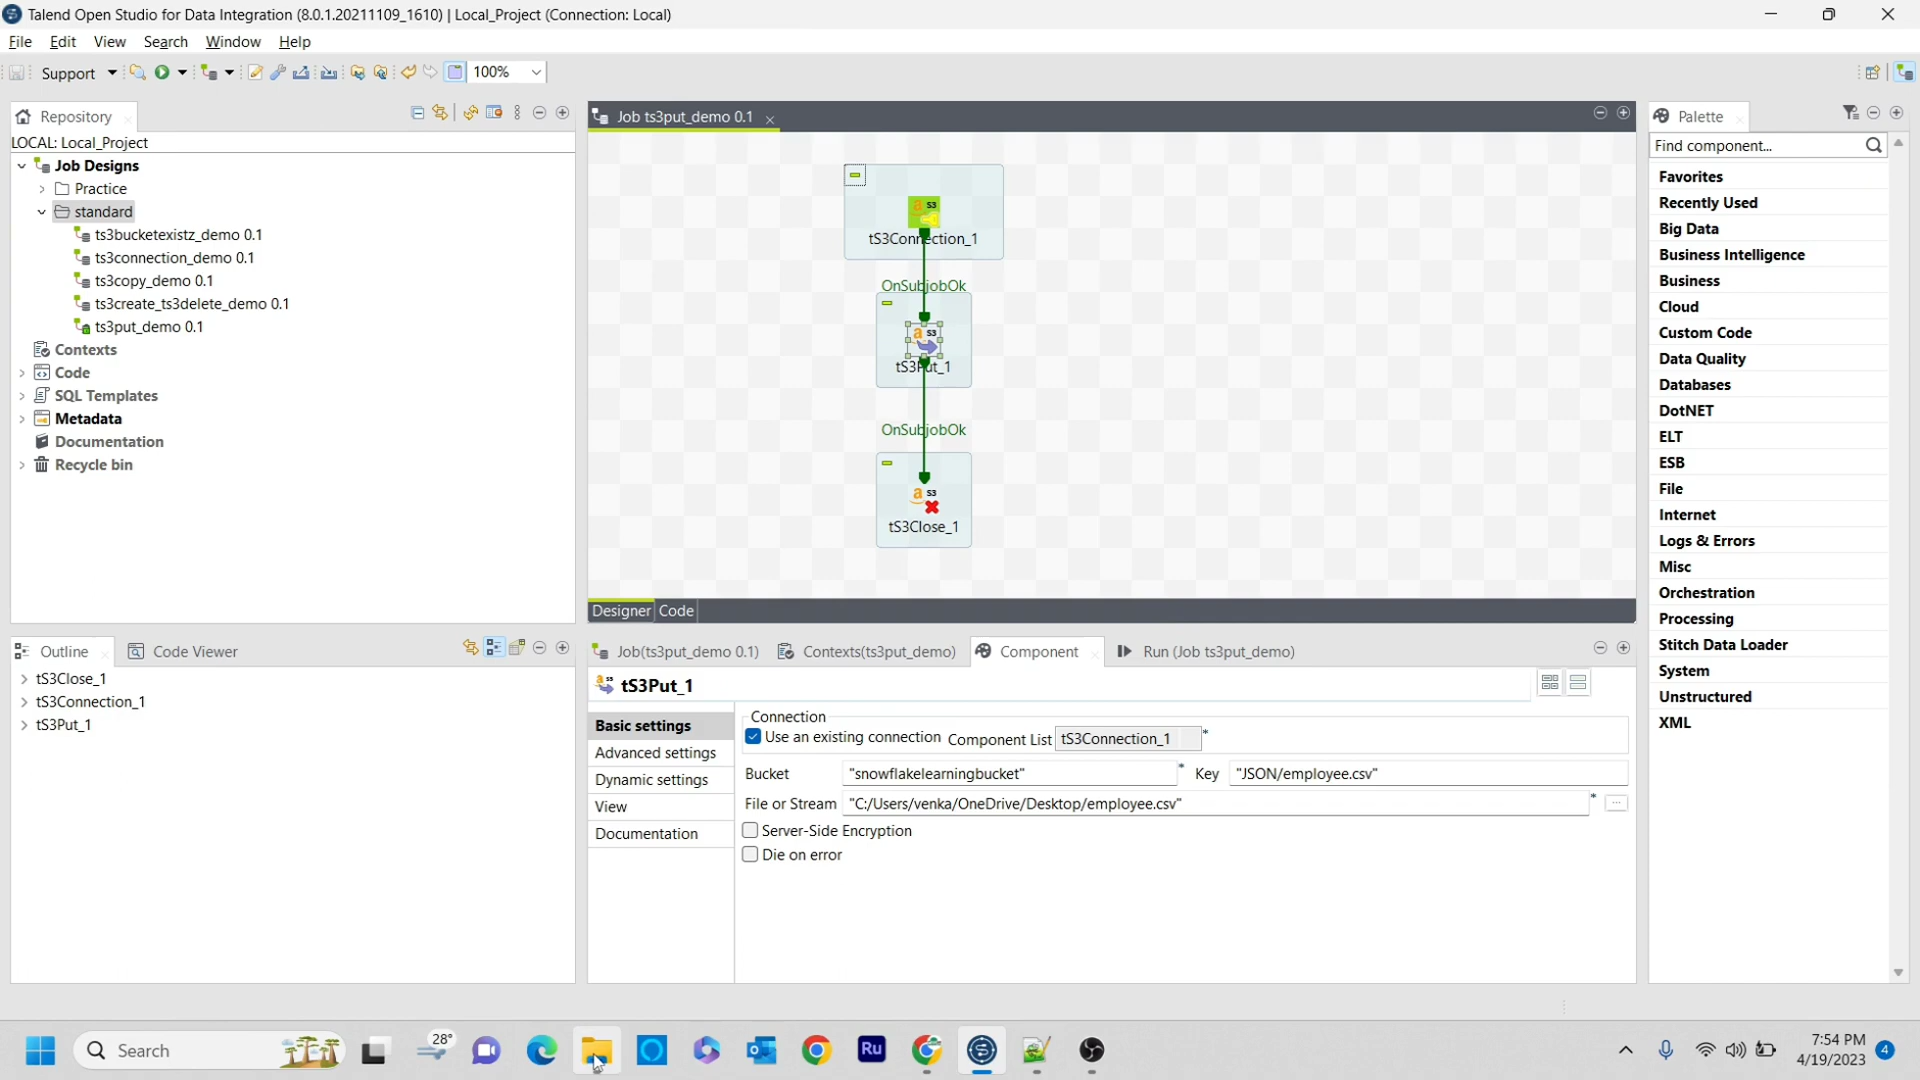 Talend Open Studio for Data Integration (8.0.1.20211109_1610) | Local_Project (Connection: Local)
File Edit View Search Window Help
Support 100%
Repository
LOCAL: Local_Project
Job Designs
Practice
standard
ts3bucketexistz_demo 0.1
ts3connection_demo 0.1
ts3copy_demo 0.1
ts3create_ts3delete_demo 0.1
ts3put_demo 0.1
Contexts
Code
SQL Templates
Metadata
Documentation
Recycle bin
Job ts3put_demo 0.1
a S3
tS3Connection_1
OnSubjobOk
a S3
tS3Put_1
OnSubjobOk
a S3
tS3Close_1
Designer Code
Palette
Find component...
Favorites
Recently Used
Big Data
Business Intelligence
Business
Cloud
Custom Code
Data Quality
Databases
DotNET
ELT
ESB
File
Internet
Logs & Errors
Misc
Orchestration
Processing
Stitch Data Loader
System
Unstructured
XML
Outline Code Viewer
tS3Close_1
tS3Connection_1
tS3Put_1
Job(ts3put_demo 0.1) Contexts(ts3put_demo) Component Run (Job ts3put_demo)
tS3Put_1
Basic settings
Advanced settings
Dynamic settings
View
Documentation
Connection
Use an existing connection Component List tS3Connection_1 *
Bucket "snowflakelearningbucket" * Key "JSON/employee.csv"
File or Stream "C:/Users/venka/OneDrive/Desktop/employee.csv" * ...
Server-Side Encryption
Die on error
Search 28° Ru 7:54 PM
4/19/2023 4